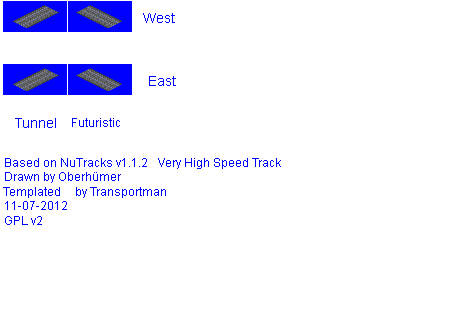 West
East
Tunnel Futuristic
Based on NuTracks v1.1.2 Very High Speed Track
Drawn by Oberhümer
Templated by Transportman
11-07-2012
GPL v2